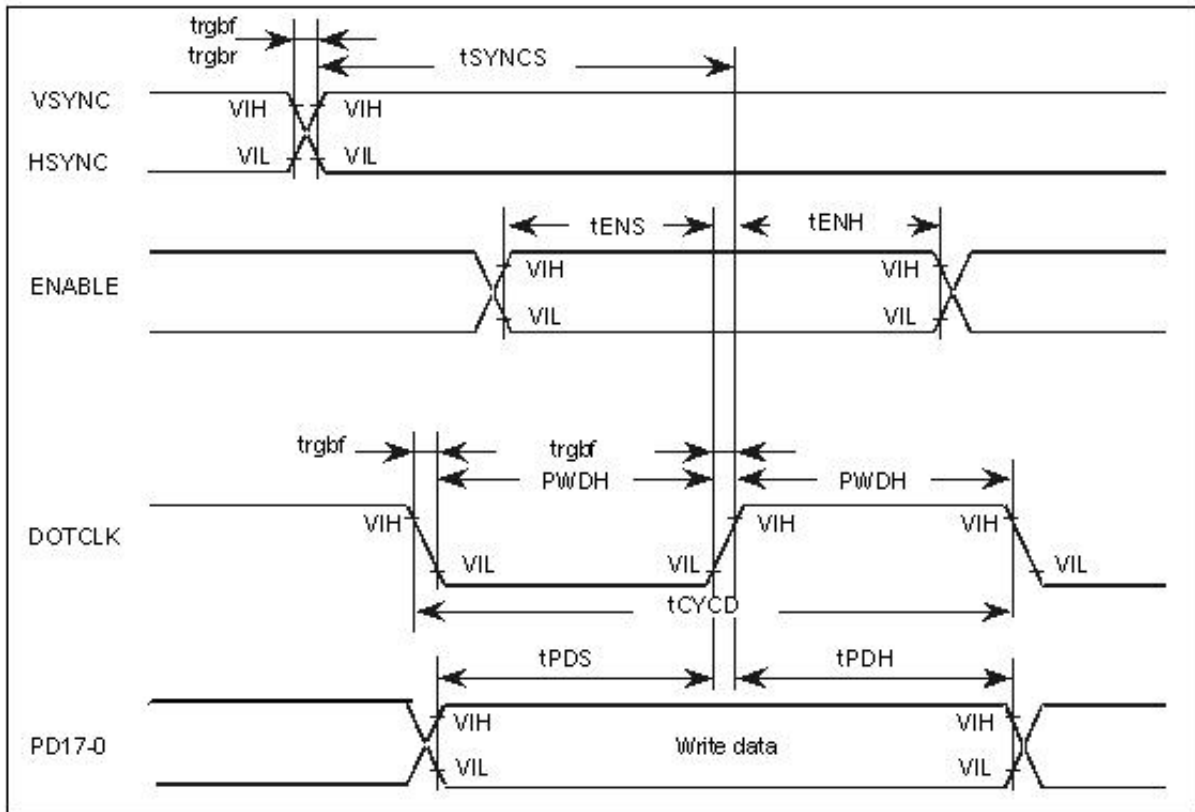 trgbf
trgbr
tSYNCS
VSYNC
VIH VIH
HSYNC
VIL VIL
tENS tENH
ENABLE
VIH VIH
VIL VIL
trgbf trgbf
PWDH PWDH
DOTCLK
VIH VIH VIH
VIL VIL VIL
tCYCD
tPDS tPDH
PD17-0
VIH VIH
Write data
VIL VIL